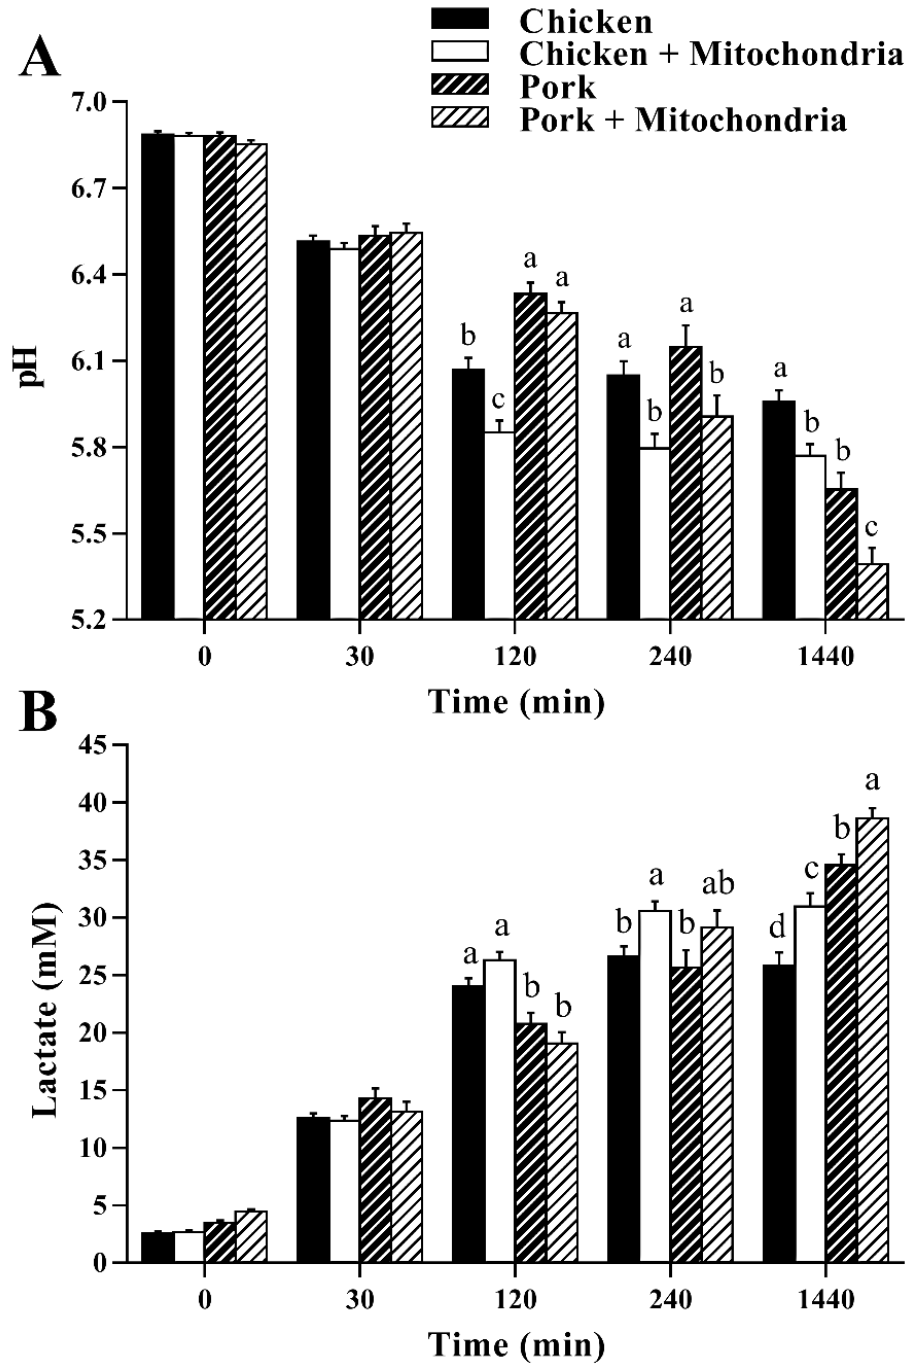 A
Chicken
Chicken + Mitochondria
Pork
Pork + Mitochondria
7.0
6.7
6.4
6.1
5.8
5.5
5.2
pH
b
c
a
a
a
b
a
b
a
b
b
c
0
30
120
240
1440
Time (min)
B
45
40
35
30
25
20
15
10
5
0
Lactate (mM)
a
a
b
b
b
a
b
ab
d
c
b
a
0
30
120
240
1440
Time (min)